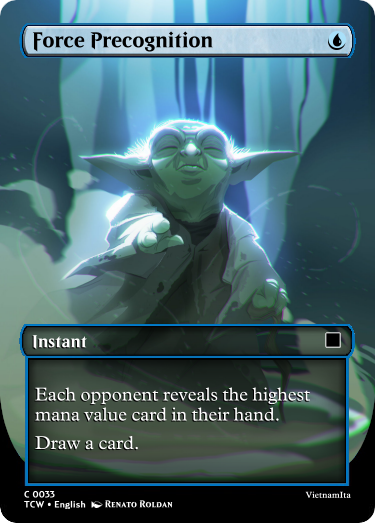 Force Precognition
Instant
Each opponent reveals the highest
mana value card in their hand.
Draw a card.
C 0033
TCW • English Renato Roldan
VietnamIta